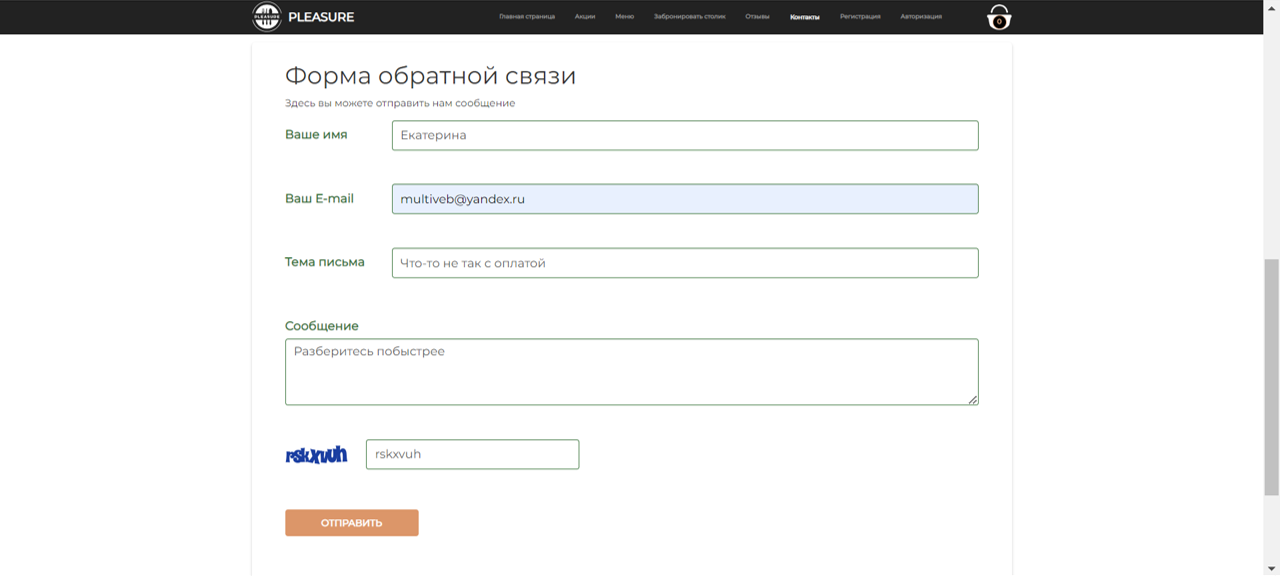 PLEASURE PLEASURE Главная страница Акции Меню Забронировать столик Отзывы Контакты Регистрация Авторизация 0
Форма обратной связи
Здесь вы можете отправить нам сообщение
Ваше имя Екатерина
Ваш E-mail multiveb@yandex.ru
Тема письма Что-то не так с оплатой
Сообщение
Разберитесь побыстрее
rskxvuh rskxvuh
ОТПРАВИТЬ